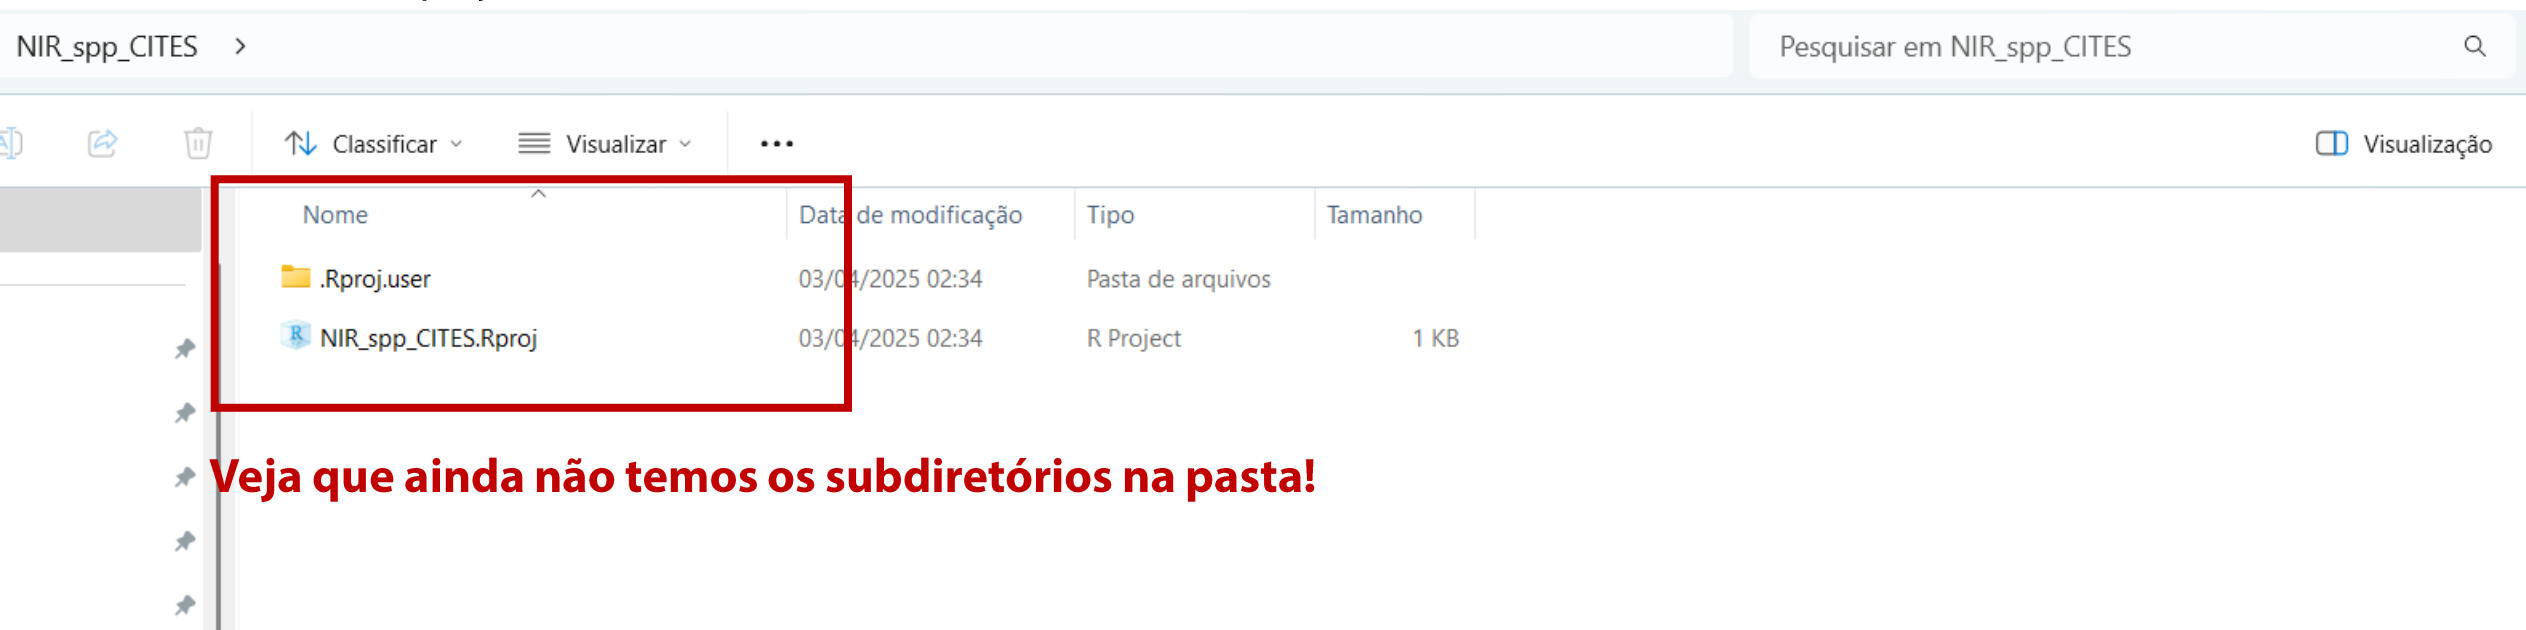 NIR_spp_CITES >
Pesquisar em NIR_spp_CITES
Classificar
Visualizar
Visualização
Nome Data de modificação Tipo Tamanho
.Rproj.user 03/04/2025 02:34 Pasta de arquivos
NIR_spp_CITES.Rproj 03/04/2025 02:34 R Project 1 KB
Veja que ainda não temos os subdiretórios na pasta!